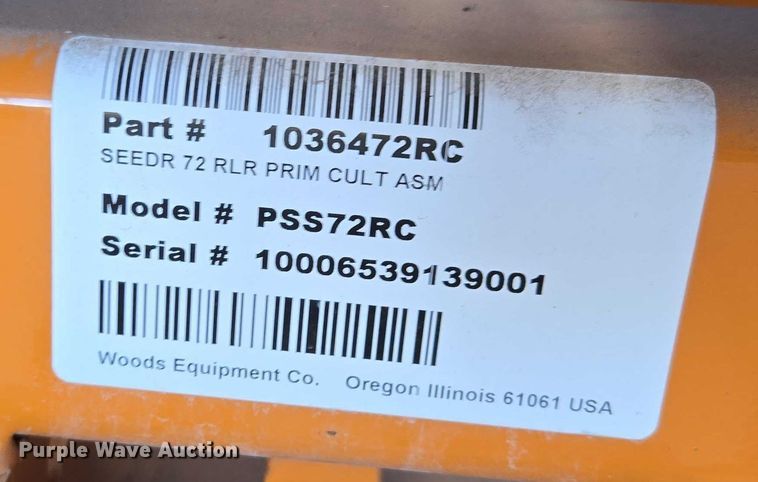 Part # 1036472RC
SEEDR 72 RLR PRIM CULT ASM
Model # PSS72RC
Serial # 10006539139001
Woods Equipment Co. Oregon Illinois 61061 USA
Purple Wave Auction